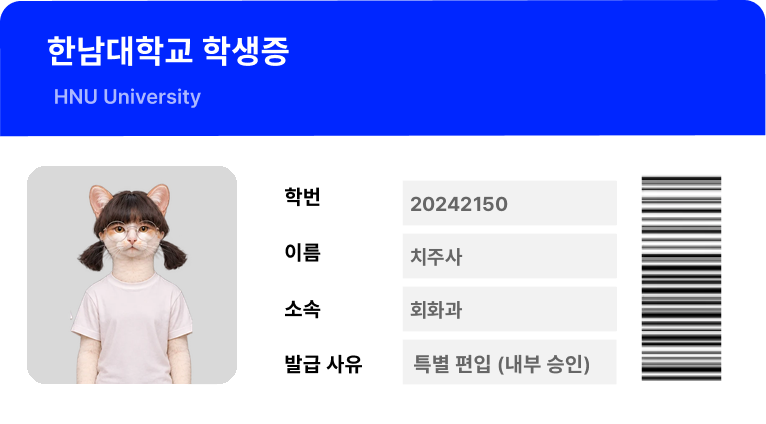 한남대학교 학생증
HNU University
학번 20242150
이름 치주사
소속 회화과
발급 사유 특별 편입 (내부 승인)